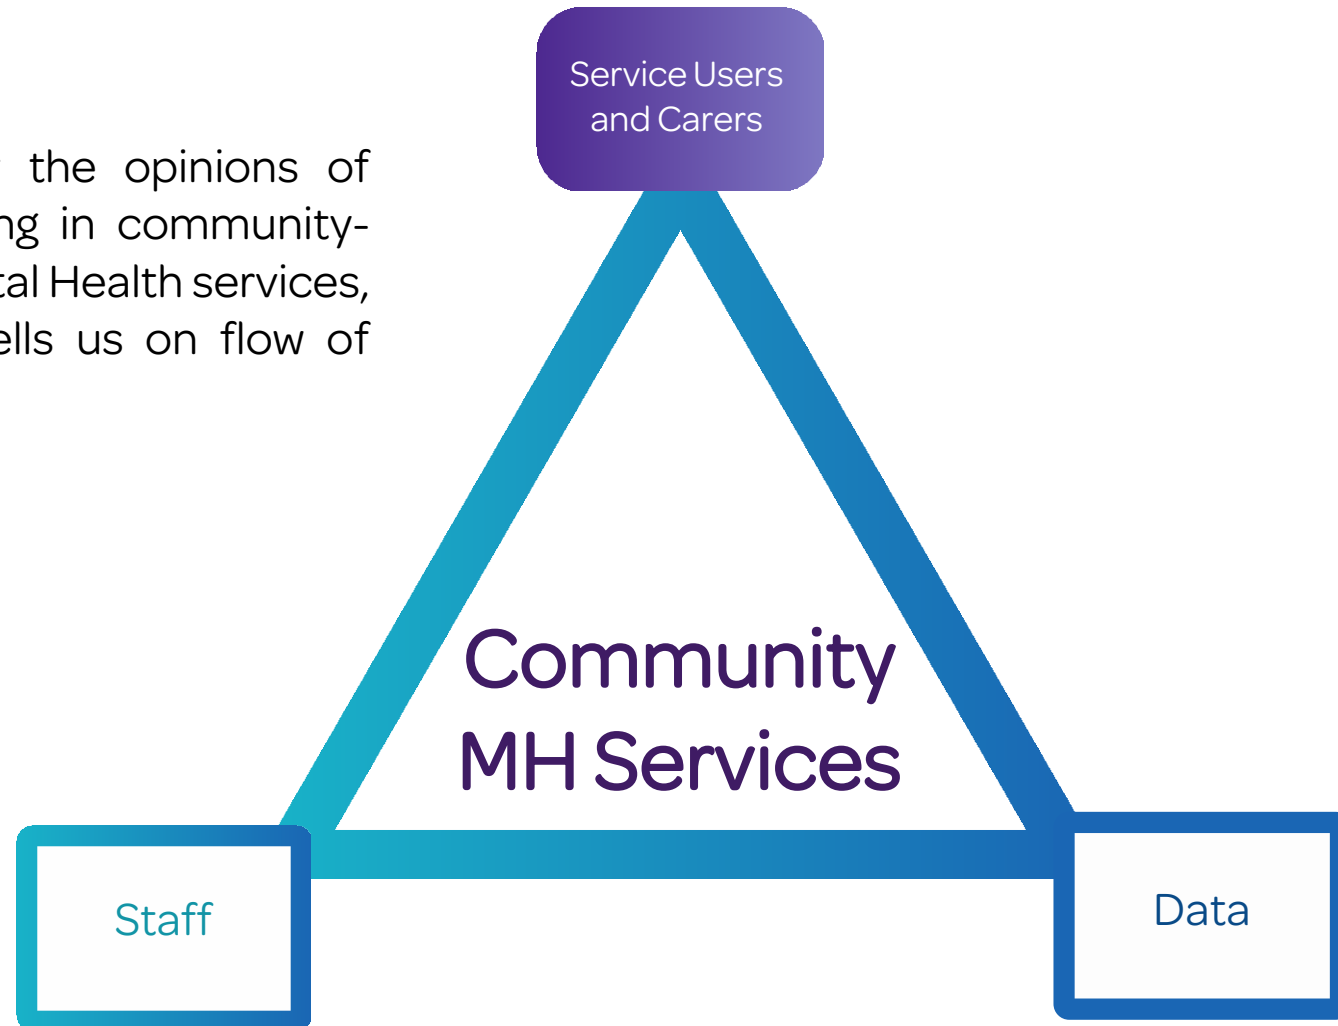 Service Users
and Carers
the opinions of
in community-
Health services,
us on flow of
Community
MH Services
Staff
Data